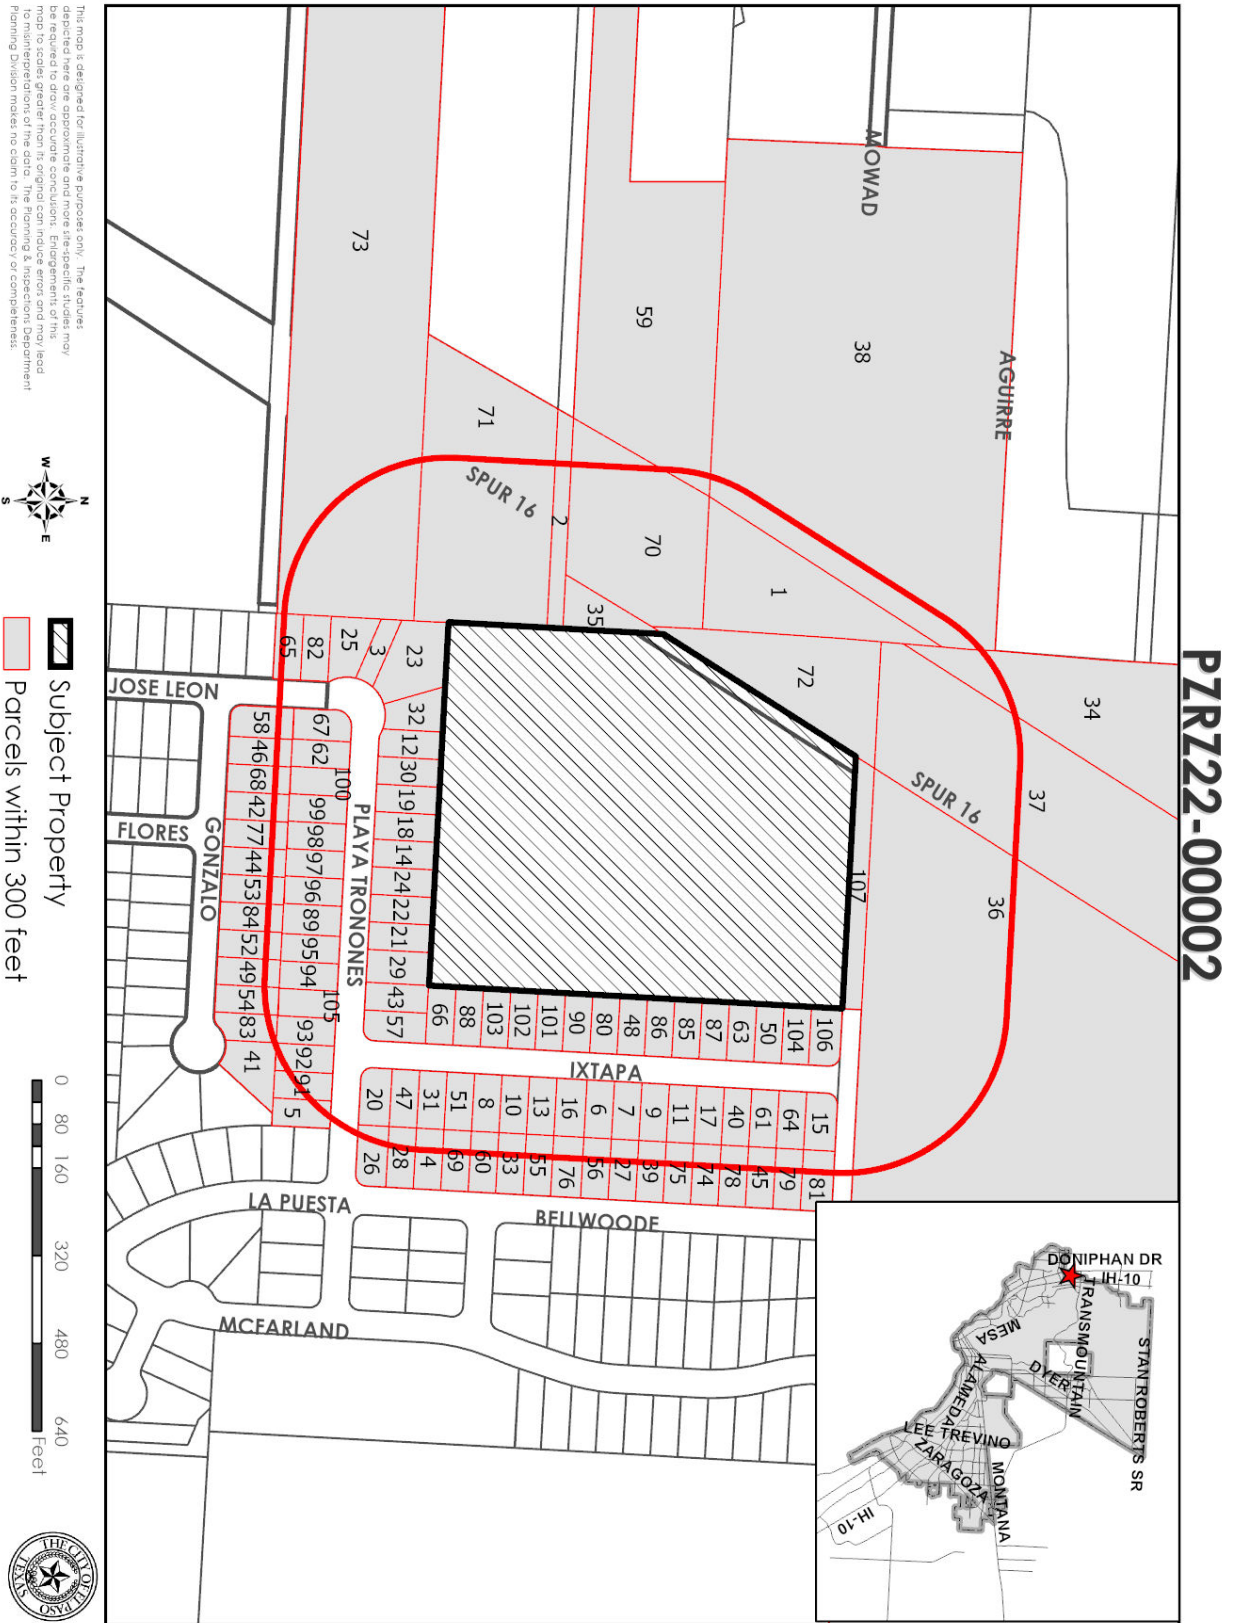 PZRZ22-00002
MOWAD
AGUIRRE
73
59
38
71
SPUR 16
2
70
1
35
72
34
37
SPUR 16
36
107
65
82
25
3
23
32
12
30
19
18
14
24
22
21
29
43
57
JOSE LEON
67
62
100
99
98
97
96
89
95
94
105
93
92
91
5
58
46
68
42
77
44
53
84
52
49
54
83
41
PLAYA TRONONES
GONZALO
FLORES
66
88
103
102
101
90
80
48
86
85
87
63
50
104
106
IXTAPA
20
47
31
51
8
10
13
16
6
7
9
11
17
40
61
64
15
26
28
4
69
60
33
55
76
56
27
39
75
74
78
45
79
81
LA PUESTA
BELLWOODE
MCFARLAND
DONIPHAN DR
IH-10
TRANSMOUNTAIN
MESA
STAN ROBERTS SR
DYER
ALAMEDA
LEE TREVINO
ZARAGOZA
MONTANA
IH-10
This map is designed for illustrative purposes only. The features
depicted here are approximate and more site-specific studies may
be required to draw accurate conclusions. Enlargements of this
map to scales greater than its original can induce errors and may lead
to misinterpretations of the data. The Planning & Inspections Department
Planning Division makes no claim to its accuracy or completeness.
N
W
E
S
Subject Property
Parcels within 300 feet
0 80 160 320 480 640
Feet
THE CITY OF EL PASO
TEXAS